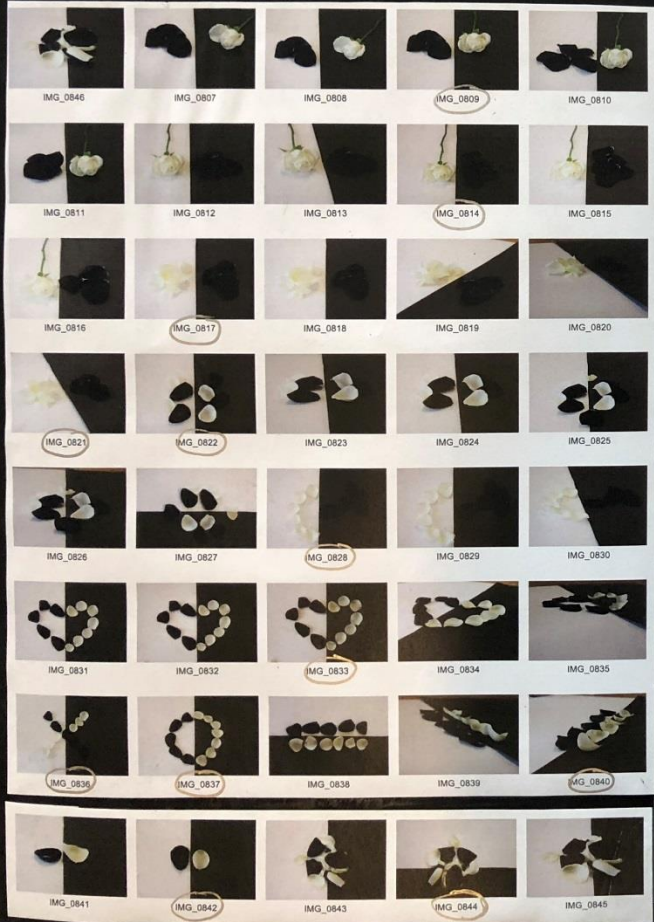 IMG_0846 IMG_0807 IMG_0808 IMG_0809 IMG_0810
IMG_0811 IMG_0812 IMG_0813 IMG_0814 IMG_0815
IMG_0816 IMG_0817 IMG_0818 IMG_0819 IMG_0820
IMG_0821 IMG_0822 IMG_0823 IMG_0824 IMG_0825
IMG_0826 IMG_0827 IMG_0828 IMG_0829 IMG_0830
IMG_0831 IMG_0832 IMG_0833 IMG_0834 IMG_0835
IMG_0836 IMG_0837 IMG_0838 IMG_0839 IMG_0840
IMG_0841 IMG_0842 IMG_0843 IMG_0844 IMG_0845